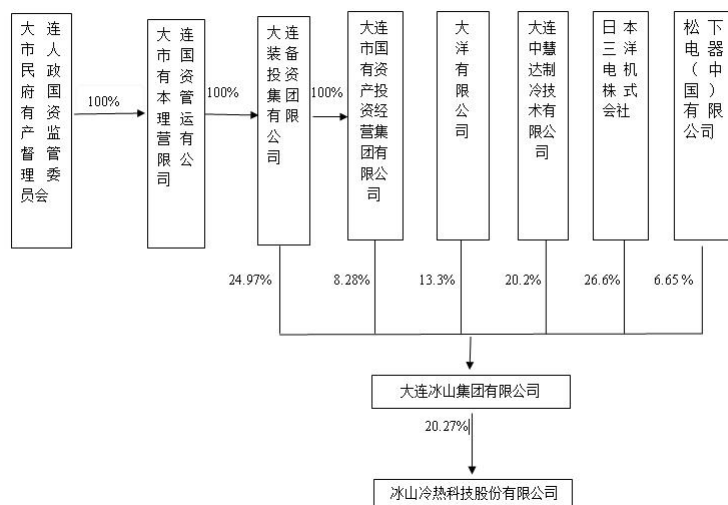 大 连
市 人
民 政
府 国
有 资
产 监
督 管
理 委
员会
100%
大 连
市 国
有 资
本 管
理 运
营 有
限 公
司
100%
大 连
装 备
投 资
集 团
有 限
公
司
100%
大连
市国
有资
产投
资经
营集
团有
限公
司
大
洋
有
限
公
司
大连
中慧
达制
冷技
术有
限公
司
日 本
三 洋
电 机
株 式
会社
松 下
电 器
（ 中
国 ）
有 限
公司
24.97%
8.28%
13.3%
20.2%
26.6%
6.65％
大连冰山集团有限公司
20.27%
冰山冷热科技股份有限公司